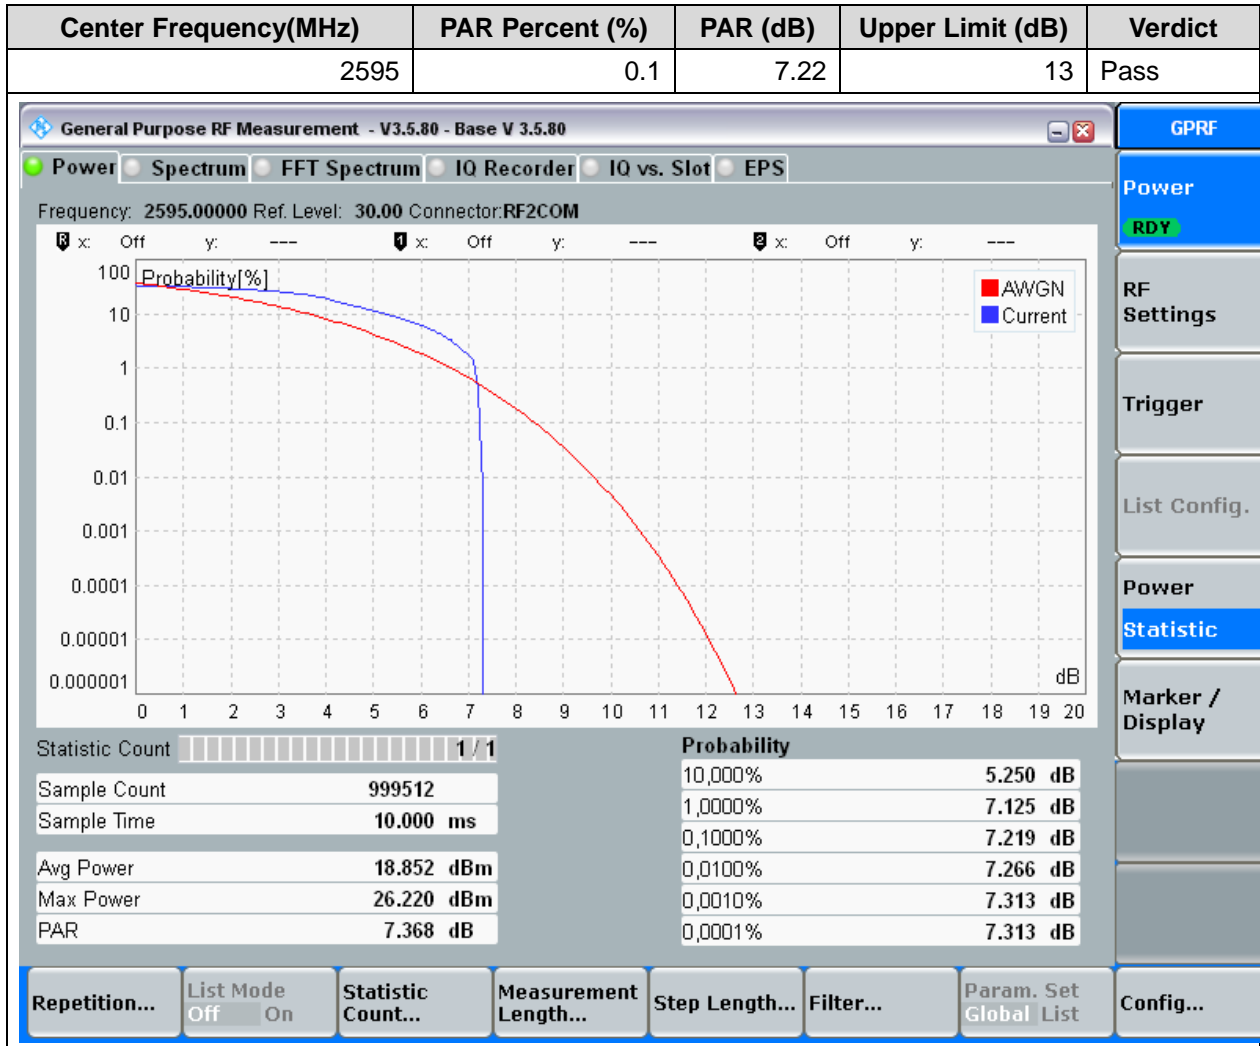 Center Frequency(MHz) PAR Percent (%) PAR (dB) Upper Limit (dB) Verdict
2595 0.1 7.22 13 Pass
General Purpose RF Measurement - V3.5.80 - Base V 3.5.80
GPRF
Power Spectrum FFT Spectrum IQ Recorder IQ vs. Slot EPS
Power
RDY
Frequency: 2595.00000 Ref. Level: 30.00 Connector:RF2COM
R x: Off y: --- 1 x: Off y: --- 2 x: Off y: ---
Probability[%]
AWGN
Current
100
10
1
0.1
0.01
0.001
0.0001
0.00001
0.000001
dB
0 1 2 3 4 5 6 7 8 9 10 11 12 13 14 15 16 17 18 19 20
RF
Settings
Trigger
List Config.
Power
Statistic
Marker /
Display
Statistic Count 1 / 1
Sample Count 999512
Sample Time 10.000 ms
Avg Power 18.852 dBm
Max Power 26.220 dBm
PAR 7.368 dB
Probability
10,000% 5.250 dB
1,0000% 7.125 dB
0,1000% 7.219 dB
0,0100% 7.266 dB
0,0010% 7.313 dB
0,0001% 7.313 dB
Repetition...
List Mode
Off On
Statistic
Count...
Measurement
Length...
Step Length...
Filter...
Param. Set
Global List
Config...